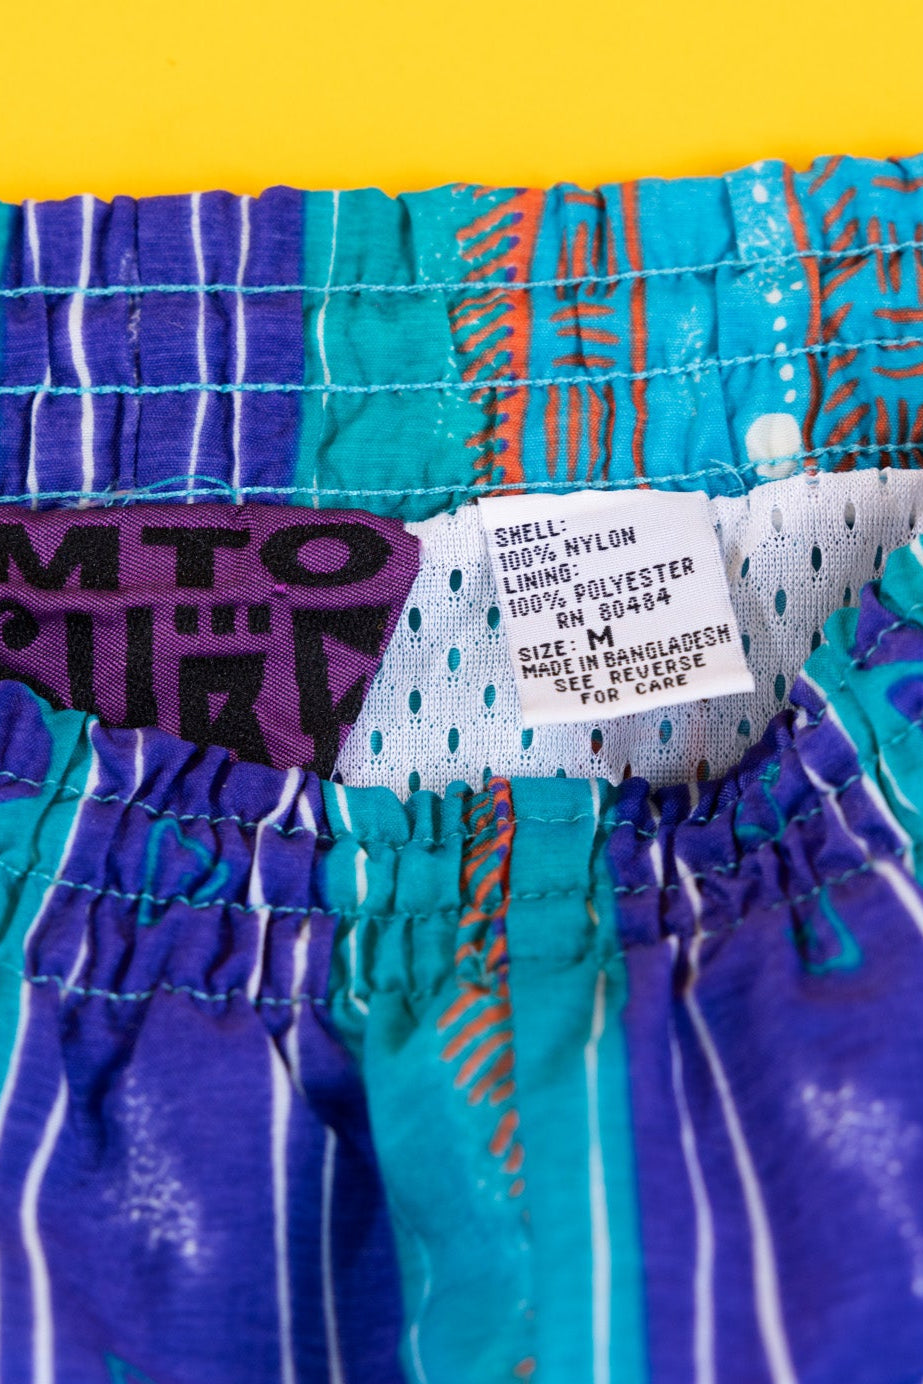 MTO
SHELL:
100% NYLON
LINING:
100% POLYESTER
RN 80484
SIZE: M
MADE IN BANGLADESH
SEE REVERSE
FOR CARE